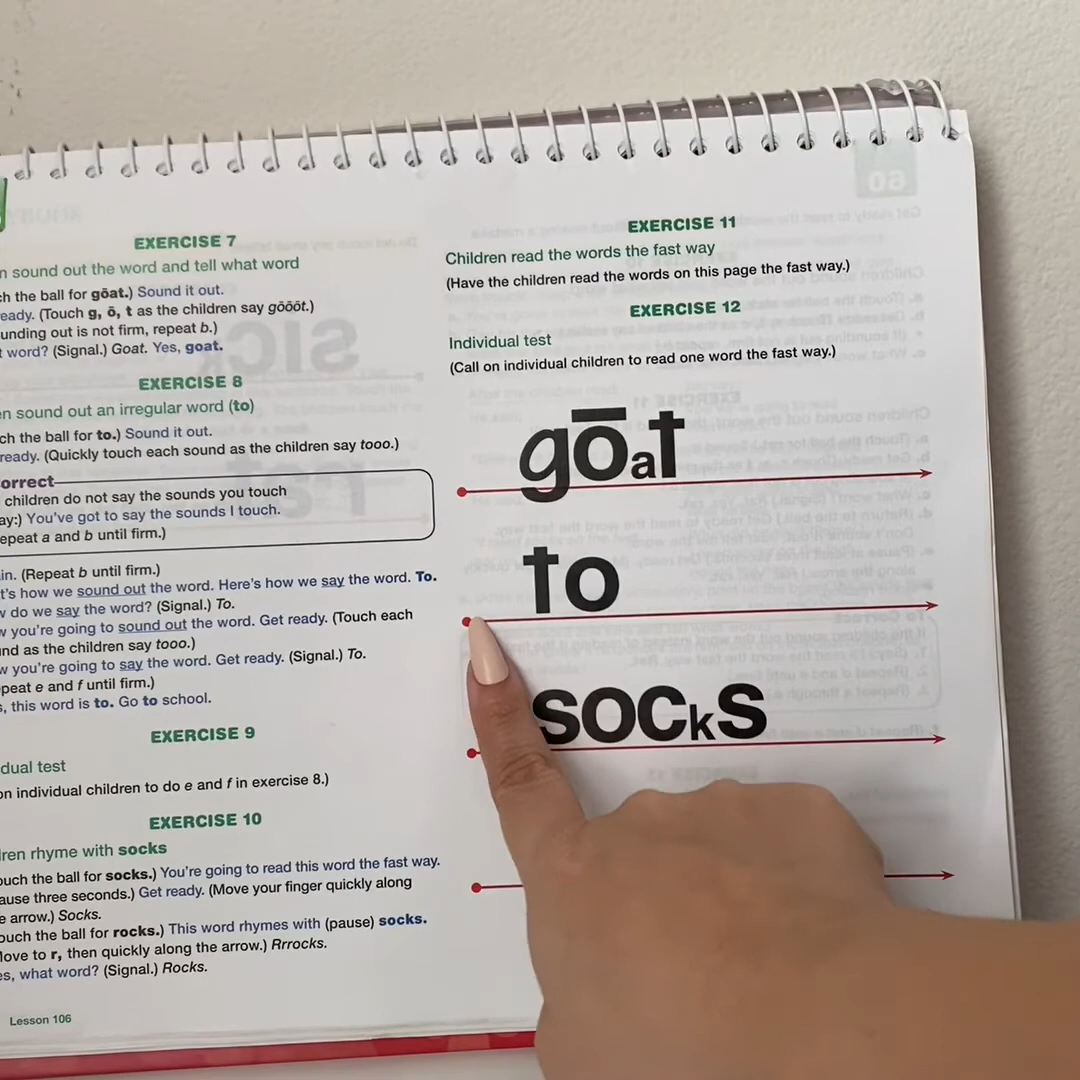 EXERCISE 7
sound out the word and tell what word
the ball for gōat.) Sound it out.
ready. (Touch g, ō, t as the children say gōōōt.)
unding out is not firm, repeat b.)
word? (Signal.) Goat. Yes, goat.
EXERCISE 8
sound out an irregular word (to)
the ball for to.) Sound it out.
ready. (Quickly touch each sound as the children say tooo.)
orrect
children do not say the sounds you touch
ay:) You've got to say the sounds I touch.
epeat a and b until firm.)
in. (Repeat b until firm.)
t's how we sound out the word. Here's how we say the word. To.
do we say the word? (Signal.) To.
you're going to sound out the word. Get ready. (Touch each
nd as the children say tooo.)
you're going to say the word. Get ready. (Signal.) To.
peat e and f until firm.)
s, this word is to. Go to school.
EXERCISE 9
dual test
on individual children to do e and f in exercise 8.)
EXERCISE 10
ren rhyme with socks
ouch the ball for socks.) You're going to read this word the fast way.
ause three seconds.) Get ready. (Move your finger quickly along
e arrow.) Socks.
ouch the ball for rocks.) This word rhymes with (pause) socks.
ove to r, then quickly along the arrow.) Rrrocks.
es, what word? (Signal.) Rocks.
Lesson 106
EXERCISE 11
Children read the words the fast way
(Have the children read the words on this page the fast way.)
EXERCISE 12
Individual test
(Call on individual children to read one word the fast way.)
gōat
to
socks